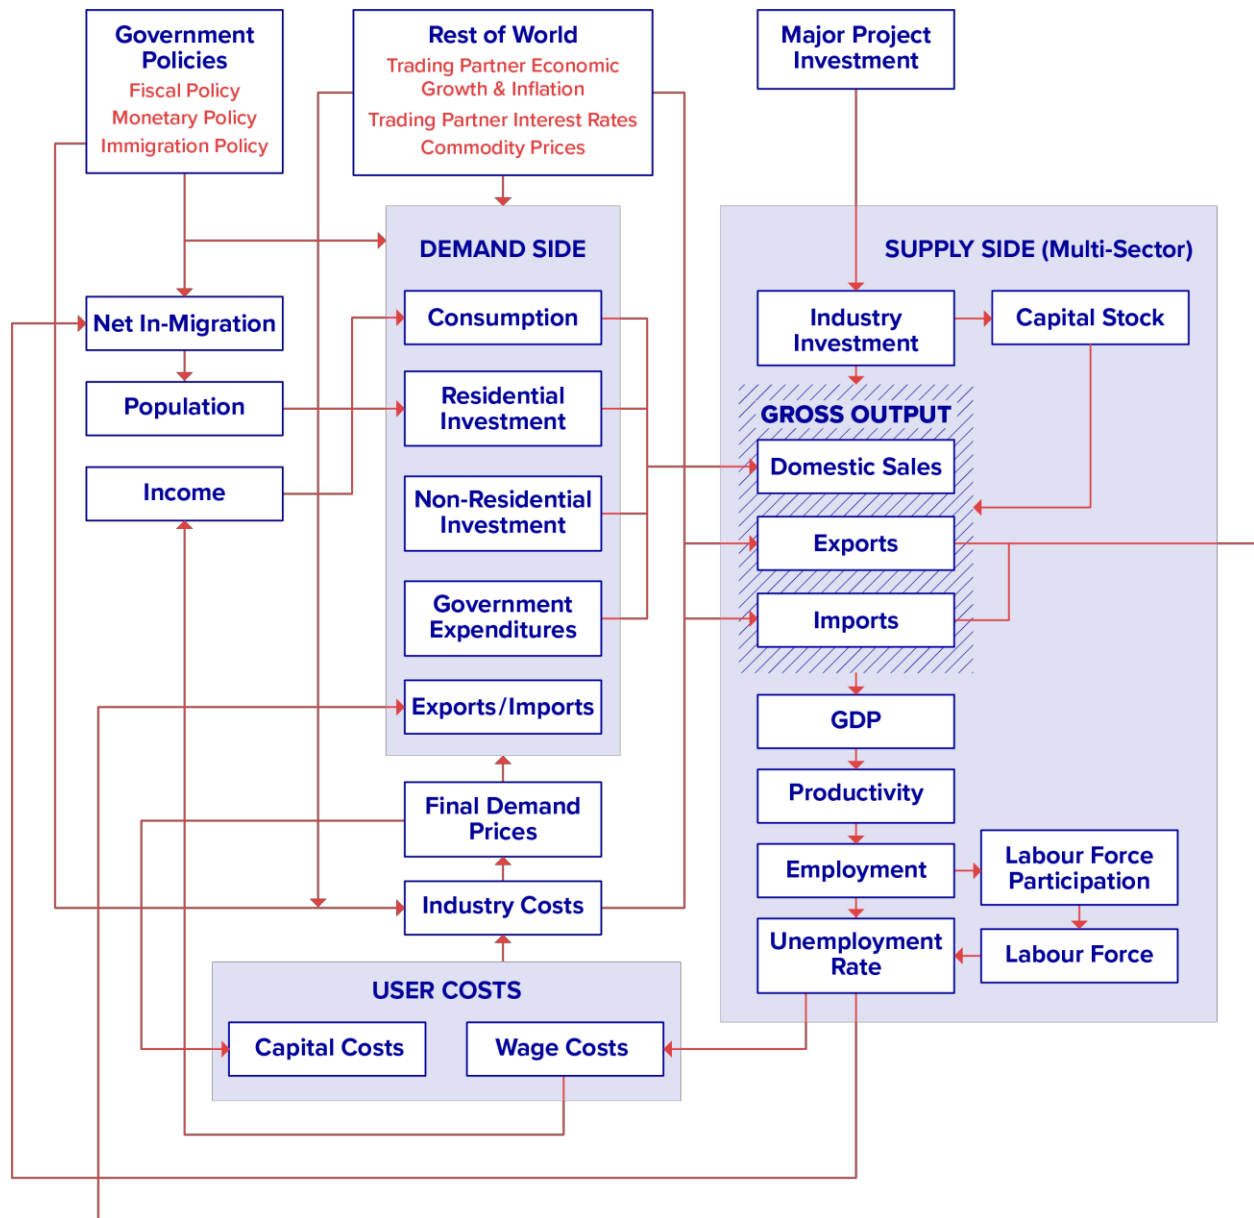 Government
Policies
Fiscal Policy
Monetary Policy
Immigration Policy
Rest of World
Trading Partner Economic
Growth & Inflation
Trading Partner Interest Rates
Commodity Prices
Major Project
Investment
DEMAND SIDE
SUPPLY SIDE (Multi-Sector)
Net In-Migration
Consumption
Industry
Investment
Capital Stock
Population
Residential
Investment
GROSS OUTPUT
Domestic Sales
Income
Non-Residential
Investment
Exports
Government
Expenditures
Imports
Exports/Imports
GDP
Final Demand
Prices
Productivity
Employment
Labour Force
Participation
Industry Costs
Unemployment
Rate
Labour Force
USER COSTS
Capital Costs
Wage Costs